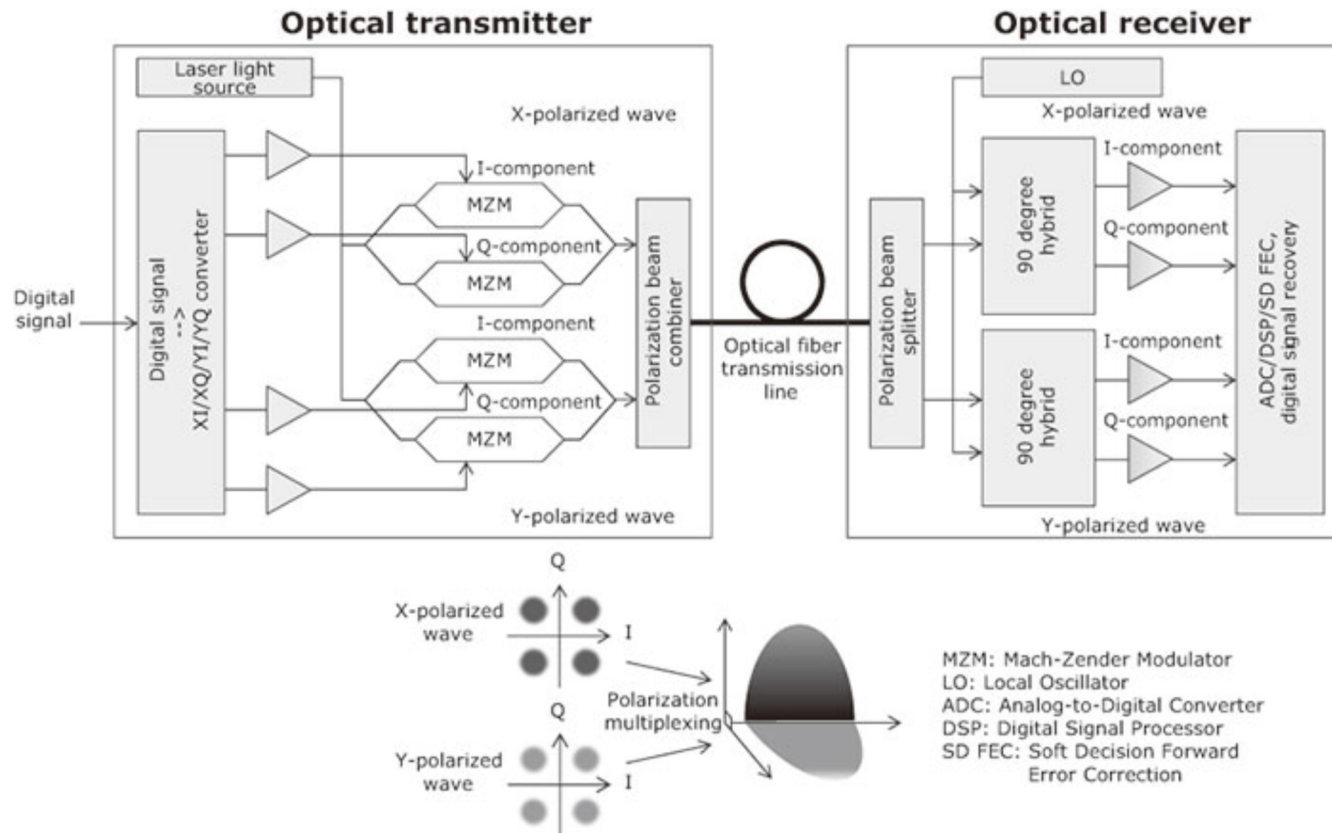 Optical transmitter
Optical receiver
Laser light
source
X-polarized wave
I-component
MZM
Q-component
MZM
Digital
signal
Digital signal
-->
XI/XQ/YI/YQ converter
I-component
MZM
Q-component
MZM
Y-polarized wave
Polarization beam
combiner
Optical fiber
transmission
line
Polarization beam
splitter
LO
X-polarized wave
90 degree
hybrid
I-component
Q-component
90 degree
hybrid
I-component
Q-component
Y-polarized wave
ADC/DSP/SD FEC,
digital signal recovery
Q
X-polarized
wave
I
Q
Y-polarized
wave
I
Polarization
multiplexing
MZM: Mach-Zender Modulator
LO: Local Oscillator
ADC: Analog-to-Digital Converter
DSP: Digital Signal Processor
SD FEC: Soft Decision Forward
Error Correction